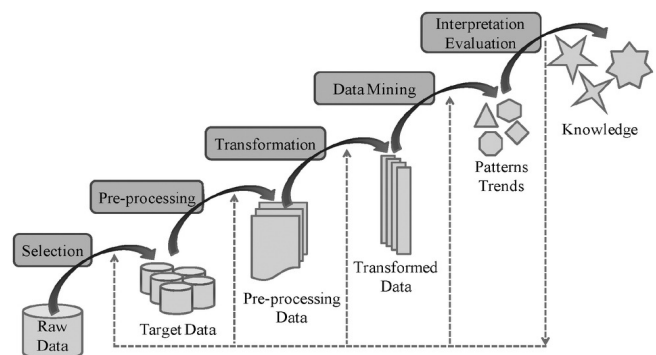 Interpretation
Evaluation
Data Mining
Knowledge
Transformation
Patterns
Trends
Pre-processing
Transformed
Data
Selection
Pre-processing
Data
Target Data
Raw
Data